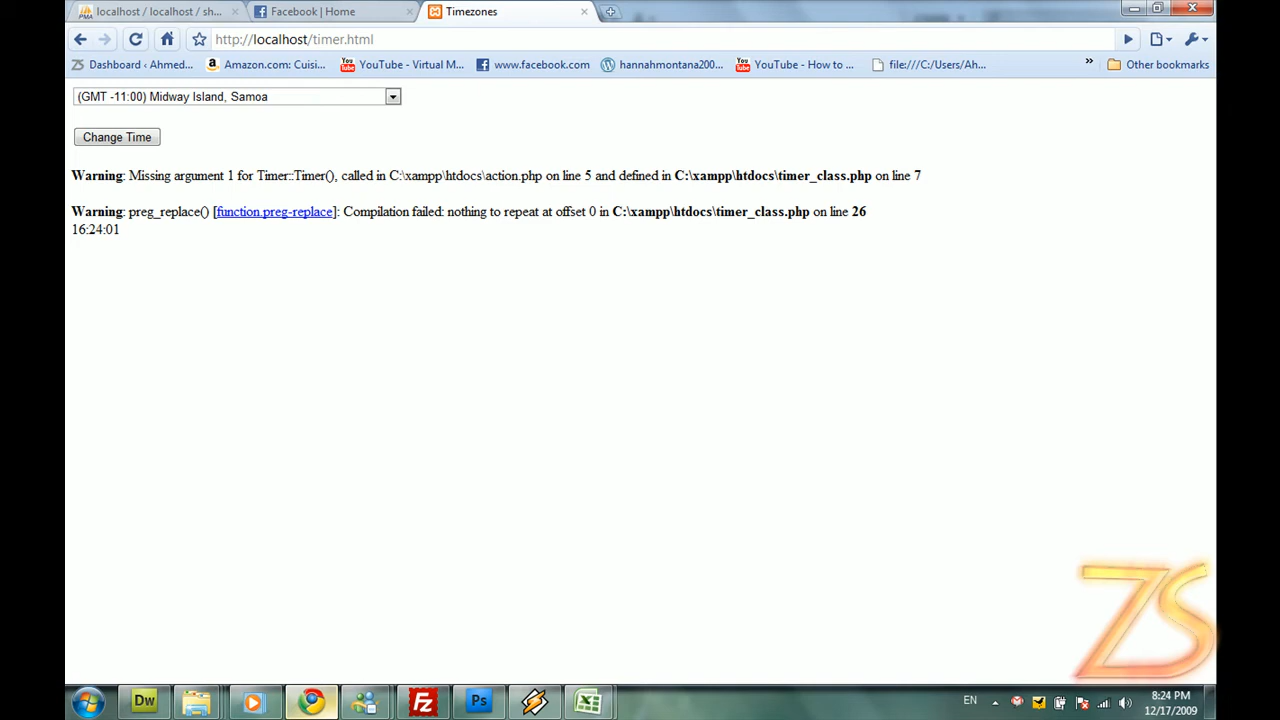 localhost / localhost / sh...
Facebook | Home
Timezones
http://localhost/timer.html
Dashboard ‹ Ahmed...
Amazon.com: Cuisi...
YouTube - Virtual M...
www.facebook.com
hannahmontana200...
YouTube - How to ...
file:///C:/Users/Ah...
»
Other bookmarks
(GMT -11:00) Midway Island, Samoa
Change Time
Warning: Missing argument 1 for Timer::Timer(), called in C:\xampp\htdocs\action.php on line 5 and defined in C:\xampp\htdocs\timer_class.php on line 7
Warning: preg_replace() [function.preg-replace]: Compilation failed: nothing to repeat at offset 0 in C:\xampp\htdocs\timer_class.php on line 26
16:24:01
ZS
Dw
Fz
Ps
EN
8:24 PM
12/17/2009